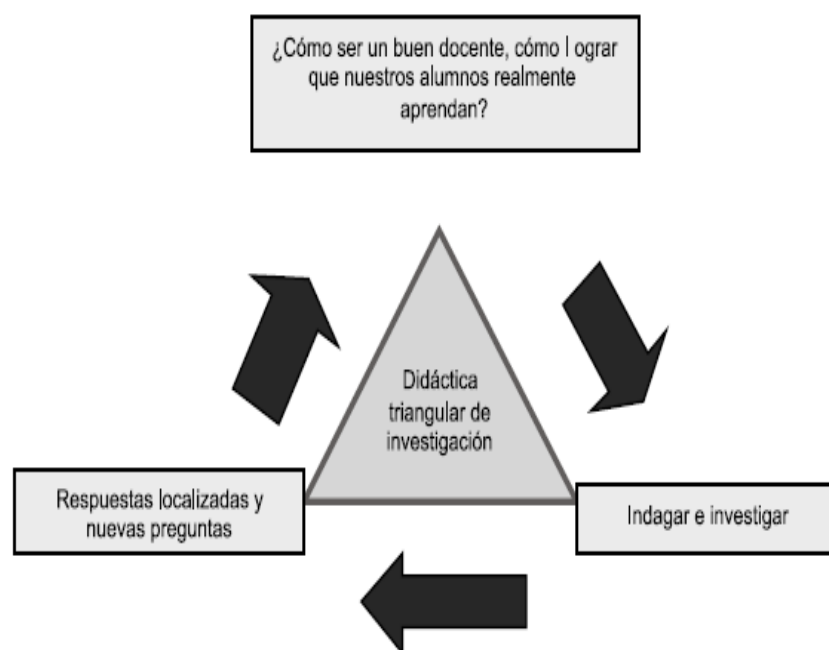 ¿Cómo ser un buen docente, cómo l ograr
que nuestros alumnos realmente
aprendan?
Didáctica
triangular de
investigación
Respuestas localizadas y
nuevas preguntas
Indagar e investigar